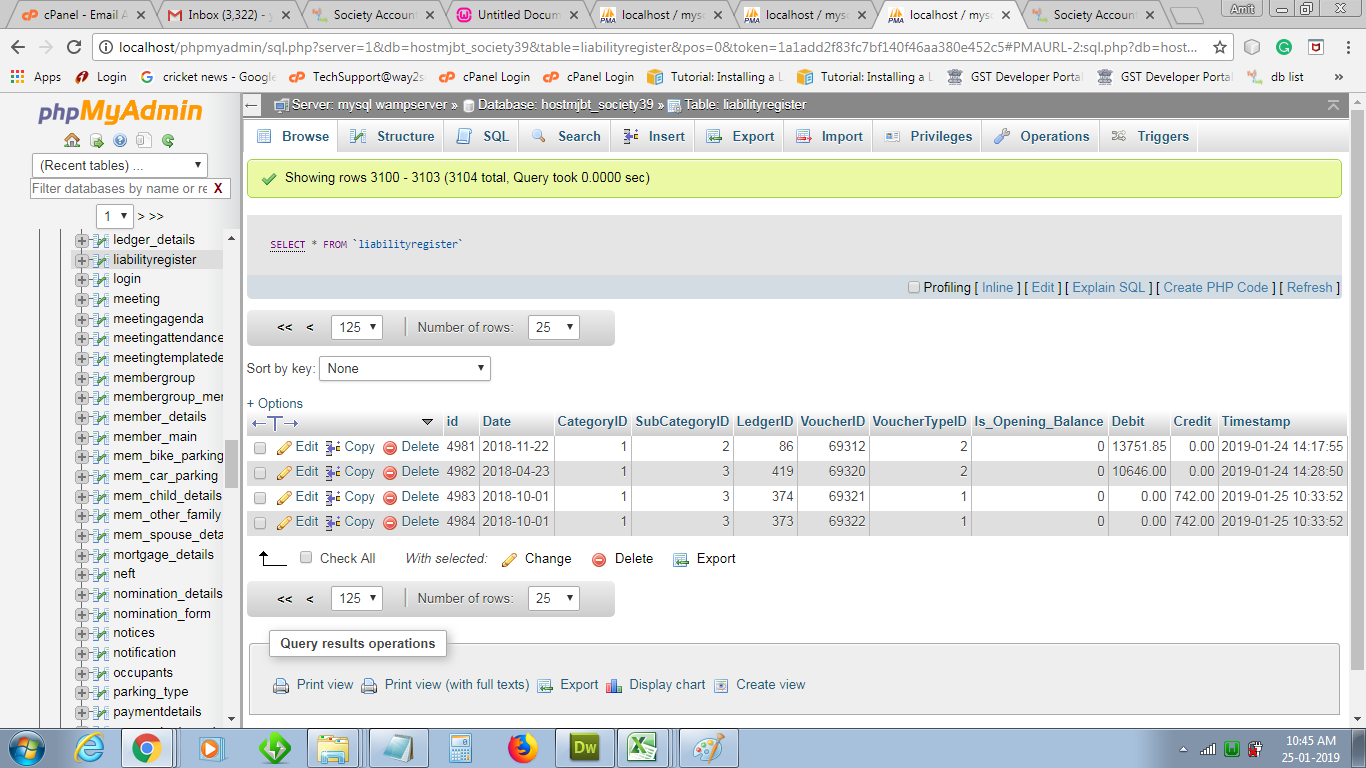 cPanel - Email A
Inbox (3,322) - y
Society Accoun
Untitled Docum
localhost / myso
localhost / myso
localhost / myso
Society Accoun
Amit
localhost/phpmyadmin/sql.php?server=1&db=hostmjbt_society39&table=liabilityregister&pos=0&token=1a1add2f83fc7bf140f46aa380e452c5#PMAURL-2:sql.php?db=host...
Apps Login cricket news - Google TechSupport@way2s cPanel Login cPanel Login Tutorial: Installing a L Tutorial: Installing a L GST Developer Portal GST Developer Portal db list »
phpMyAdmin
(Recent tables) ...
Filter databases by name or re X
1 > >>
ledger_details
liabilityregister
login
meeting
meetingagenda
meetingattendance
meetingtemplatede
membergroup
membergroup_mem
member_details
member_main
mem_bike_parking
mem_car_parking
mem_child_details
mem_other_family
mem_spouse_deta
mortgage_details
neft
nomination_details
nomination_form
notices
notification
occupants
parking_type
paymentdetails
Server: mysql wampserver » Database: hostmjbt_society39 » Table: liabilityregister
Browse Structure SQL Search Insert Export Import Privileges Operations Triggers
Showing rows 3100 - 3103 (3104 total, Query took 0.0000 sec)
SELECT * FROM `liabilityregister`
Profiling [ Inline ] [ Edit ] [ Explain SQL ] [ Create PHP Code ] [ Refresh ]
<< < 125 Number of rows: 25
Sort by key: None
+ Options
id Date CategoryID SubCategoryID LedgerID VoucherID VoucherTypeID Is_Opening_Balance Debit Credit Timestamp
Edit Copy Delete 4981 2018-11-22 1 2 86 69312 2 0 13751.85 0.00 2019-01-24 14:17:55
Edit Copy Delete 4982 2018-04-23 1 3 419 69320 2 0 10646.00 0.00 2019-01-24 14:28:50
Edit Copy Delete 4983 2018-10-01 1 3 374 69321 1 0 0.00 742.00 2019-01-25 10:33:52
Edit Copy Delete 4984 2018-10-01 1 3 373 69322 1 0 0.00 742.00 2019-01-25 10:33:52
Check All With selected: Change Delete Export
<< < 125 Number of rows: 25
Query results operations
Print view Print view (with full texts) Export Display chart Create view
Dw
10:45 AM
25-01-2019